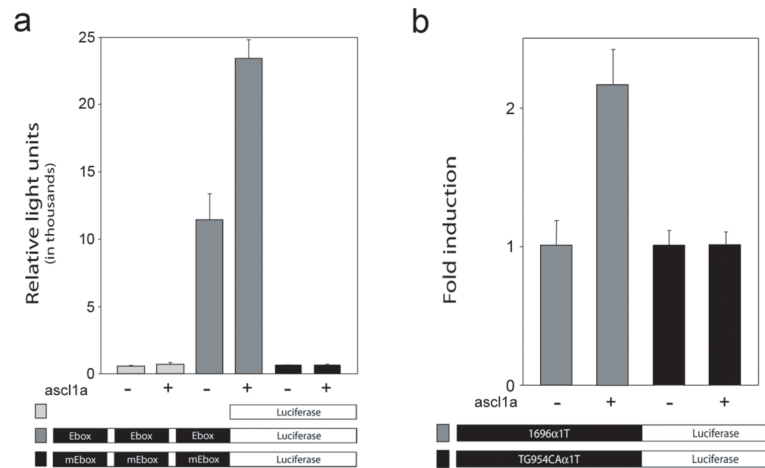 a
Relative light units
(in thousands)
25
20
15
10
5
0
ascl1a - + - + - +
Luciferase
Ebox Ebox Ebox Luciferase
mEbox mEbox mEbox Luciferase
b
Fold induction
2
1
0
ascl1a - + - +
1696α1T Luciferase
TG954CAα1T Luciferase